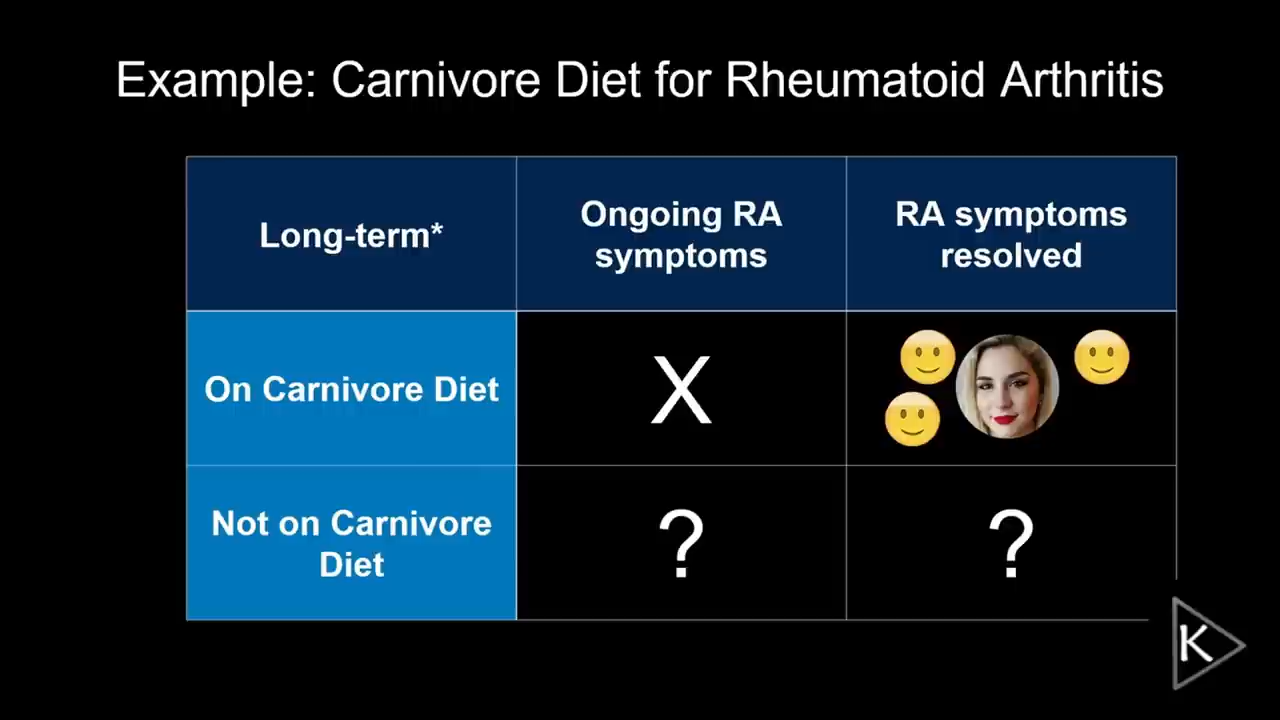 Example: Carnivore Diet for Rheumatoid Arthritis
Long-term*
Ongoing RA
symptoms
RA symptoms
resolved
On Carnivore Diet
X
Not on Carnivore
Diet
?
?
K